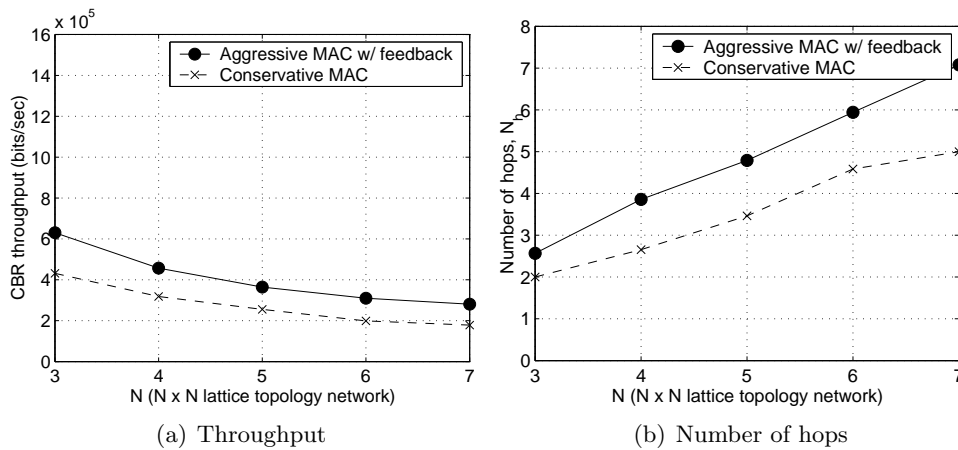 x 10^5
16
14
12
10
8
6
4
2
0
CBR throughput (bits/sec)
Aggressive MAC w/ feedback
Conservative MAC
3
4
5
6
7
N (N x N lattice topology network)
(a) Throughput
8
7
6
5
4
3
2
1
0
Number of hops, N_h
Aggressive MAC w/ feedback
Conservative MAC
3
4
5
6
7
N (N x N lattice topology network)
(b) Number of hops